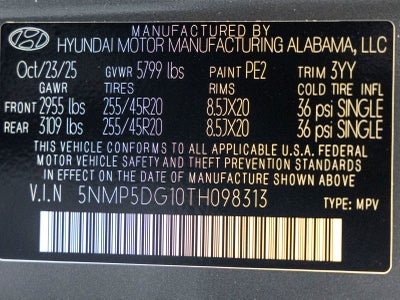 MANUFACTURED BY
HYUNDAI MOTOR MANUFACTURING ALABAMA, LLC
Oct/23/25 GVWR 5799 lbs PAINT PE2 TRIM 3YY
GAWR TIRES RIMS COLD TIRE INFL
FRONT 2955 lbs 255/45R20 8.5JX20 36 psi SINGLE
REAR 3109 lbs 255/45R20 8.5JX20 36 psi SINGLE
THIS VEHICLE CONFORMS TO ALL APPLICABLE U.S.A. FEDERAL
MOTOR VEHICLE SAFETY AND THEFT PREVENTION STANDARDS
IN EFFECT ON THE DATE OF MANUFACTURE SHOWN ABOVE
V.I.N 5NMP5DG10TH098313
TYPE: MPV